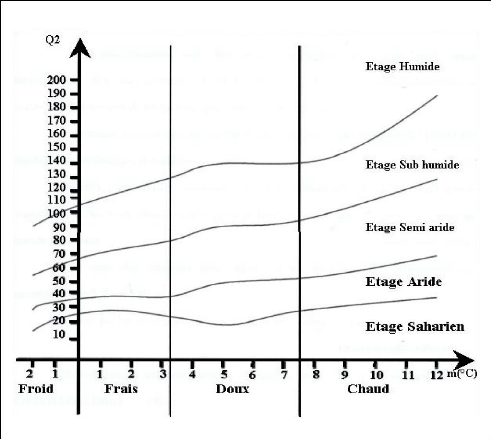 Q2
Etage Humide
200
190
180
170
160
150
140
Etage Sub humide
130
120
110
100
Etage Semi aride
90
80
70
60
50
Etage Aride
40
30
20
Etage Saharien
10
2 1 1 2 3 4 5 6 7 8 9 10 11 12 m(°C)
Froid Frais Doux Chaud